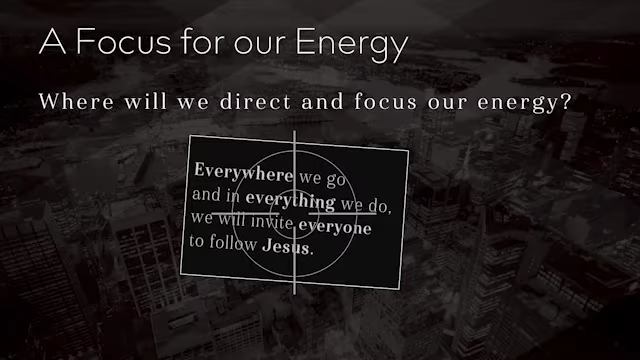 A Focus for our Energy
Where will we direct and focus our energy?
Everywhere we go
and in everything we do,
we will invite everyone
to follow Jesus.